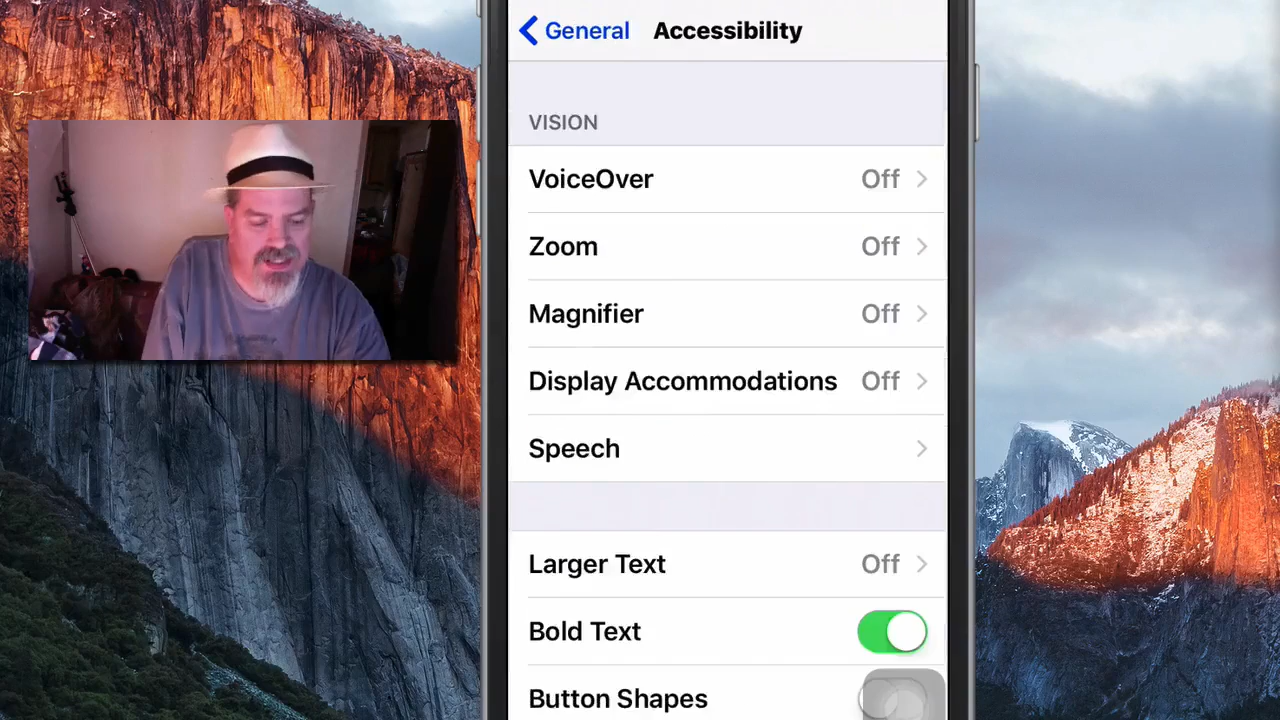 General Accessibility
VISION
VoiceOver Off
Zoom Off
Magnifier Off
Display Accommodations Off
Speech
Larger Text Off
Bold Text
Button Shapes